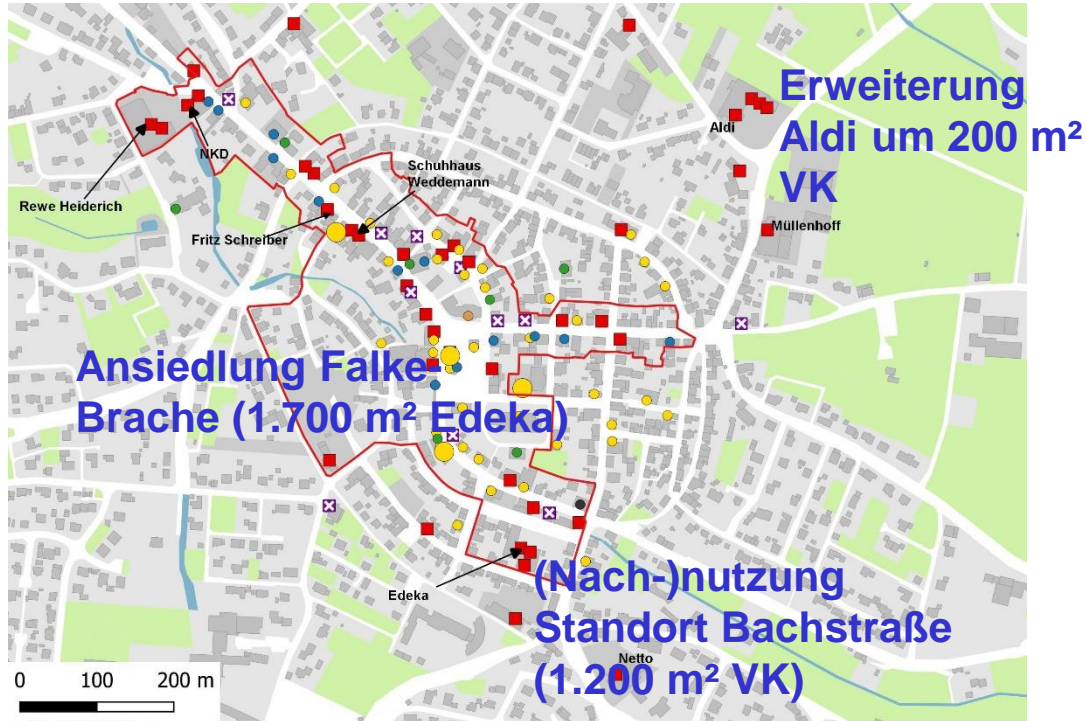 Erweiterung
Aldi um 200 m²
VK
Aldi
NKD
Schuhhaus
Weddemann
Rewe Heiderich
Fritz Schreiber
Müllenhoff
Ansiedlung Falke-
Brache (1.700 m² Edeka)
Edeka
(Nach-)nutzung
Standort Bachstraße
(1.200 m² VK)
Netto
0 100 200 m